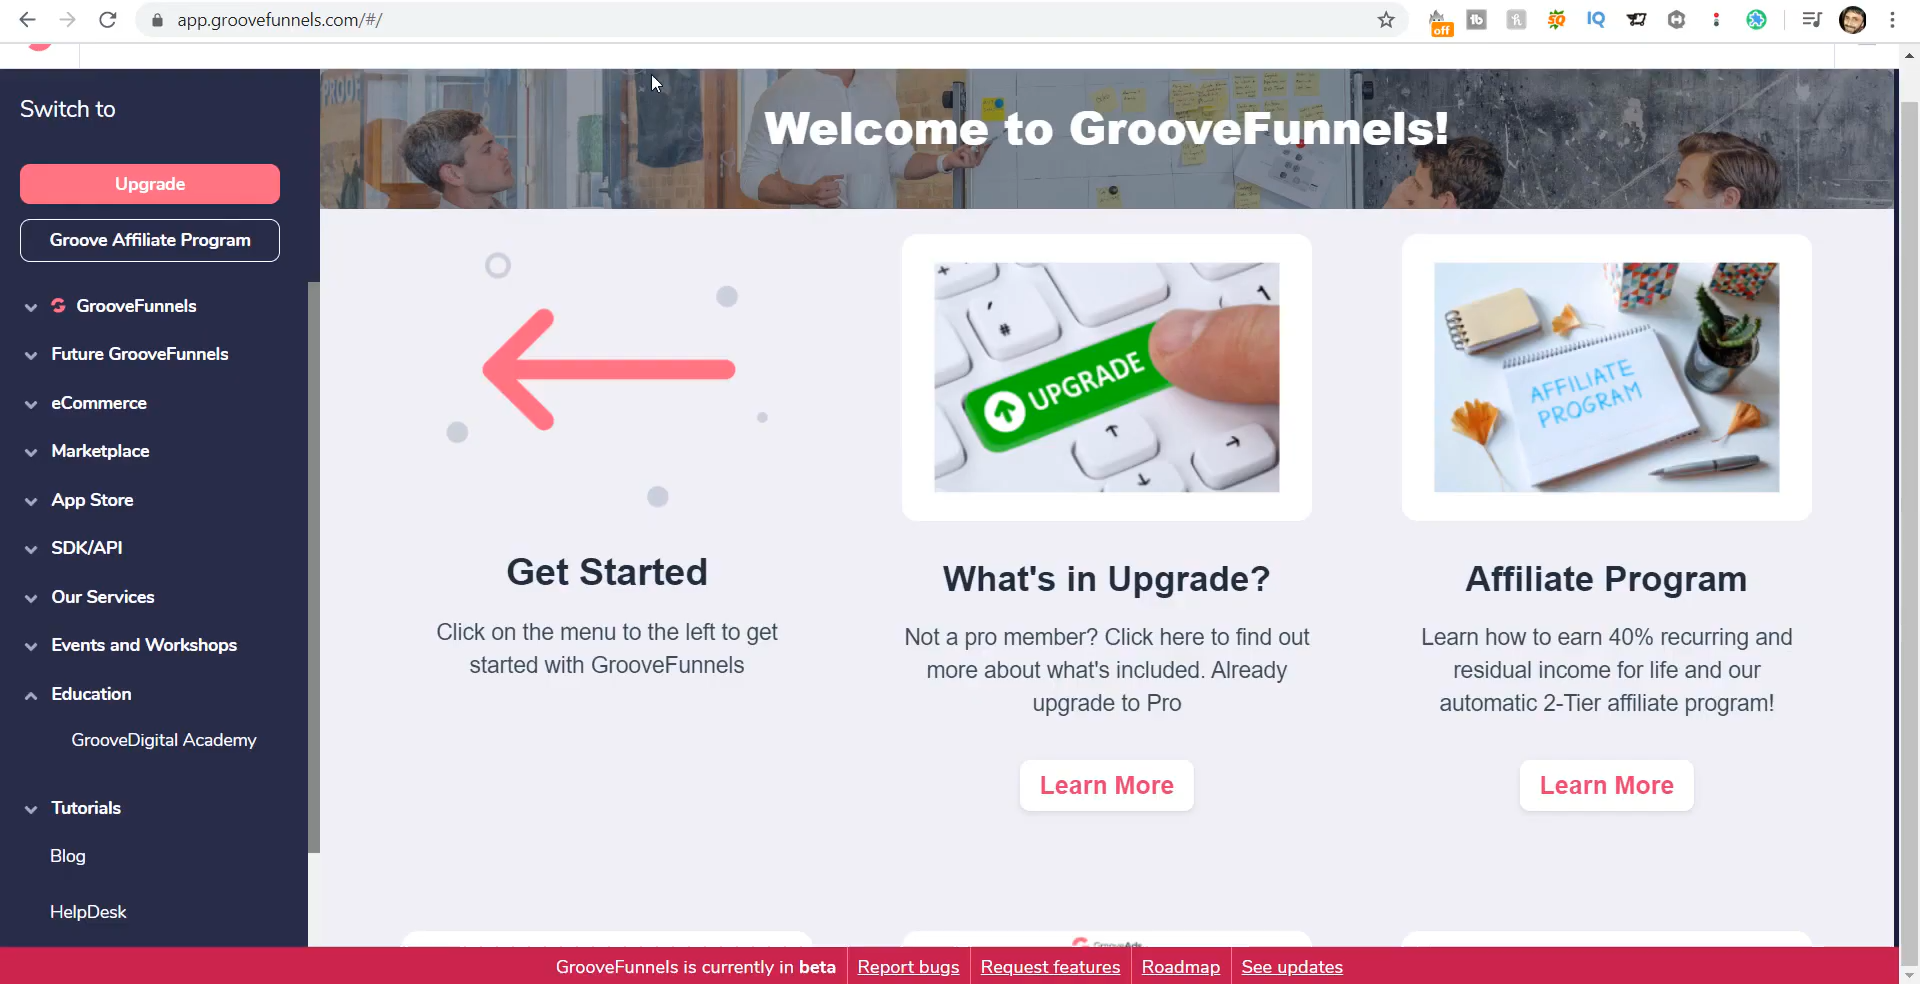 app.groovefunnels.com/#/
off
Switch to
Upgrade
Groove Affiliate Program
GrooveFunnels
Future GrooveFunnels
eCommerce
Marketplace
App Store
SDK/API
Our Services
Events and Workshops
Education
GrooveDigital Academy
Tutorials
Blog
HelpDesk
Welcome to GrooveFunnels!
UPGRADE
AFFILIATE
PROGRAM
Get Started
Click on the menu to the left to get
started with GrooveFunnels
What's in Upgrade?
Not a pro member? Click here to find out
more about what's included. Already
upgrade to Pro
Learn More
Affiliate Program
Learn how to earn 40% recurring and
residual income for life and our
automatic 2-Tier affiliate program!
Learn More
GrooveFunnels is currently in beta
Report bugs
Request features
Roadmap
See updates